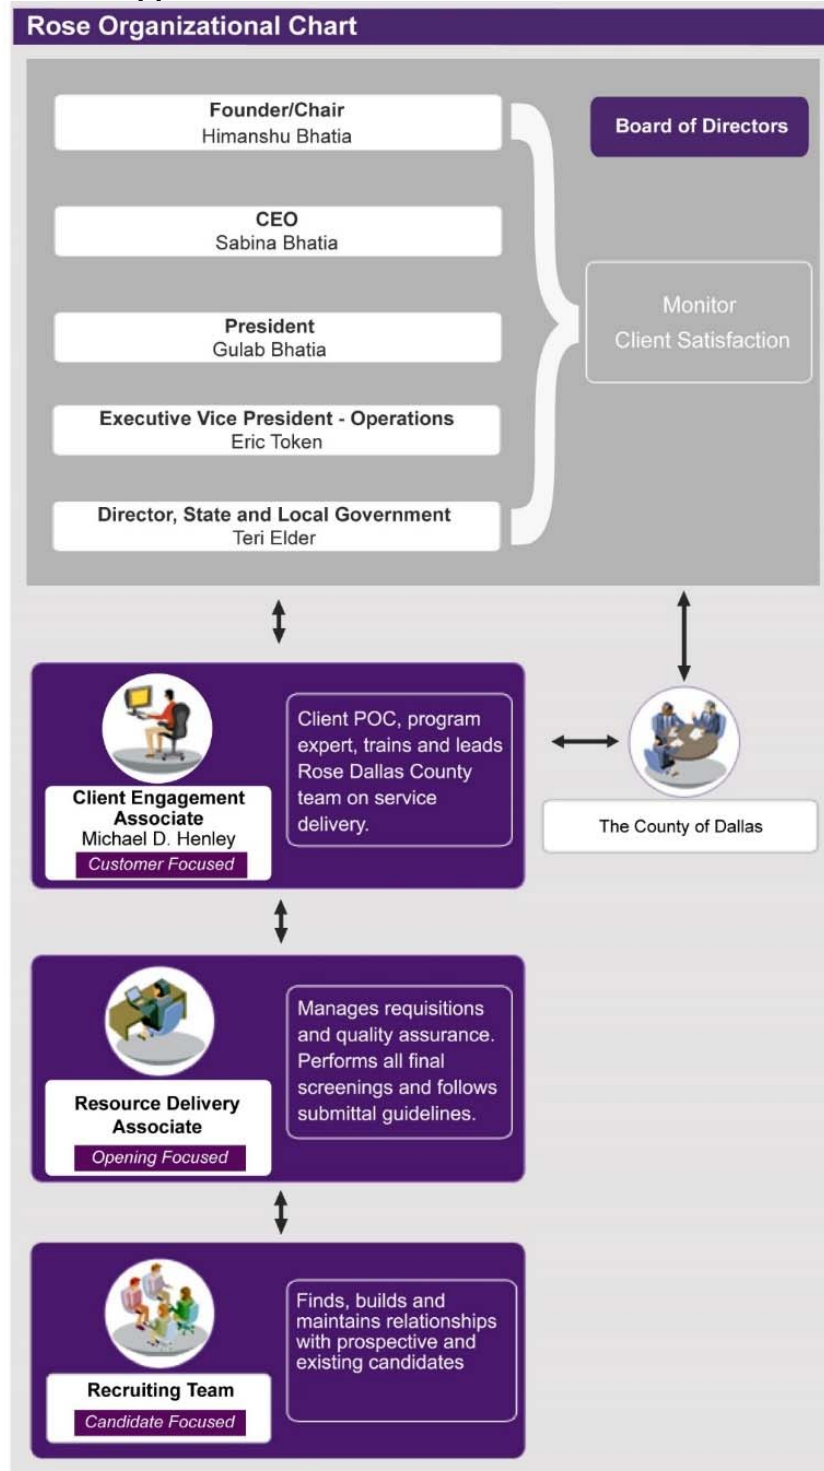 Rose Organizational Chart
Founder/Chair
Himanshu Bhatia
CEO
Sabina Bhatia
President
Gulab Bhatia
Executive Vice President - Operations
Eric Token
Director, State and Local Government
Teri Elder
Board of Directors
Monitor
Client Satisfaction
Client Engagement
Associate
Michael D. Henley
Customer Focused
Client POC, program
expert, trains and leads
Rose Dallas County
team on service
delivery.
The County of Dallas
Resource Delivery
Associate
Opening Focused
Manages requisitions
and quality assurance.
Performs all final
screenings and follows
submittal guidelines.
Recruiting Team
Candidate Focused
Finds, builds and
maintains relationships
with prospective and
existing candidates